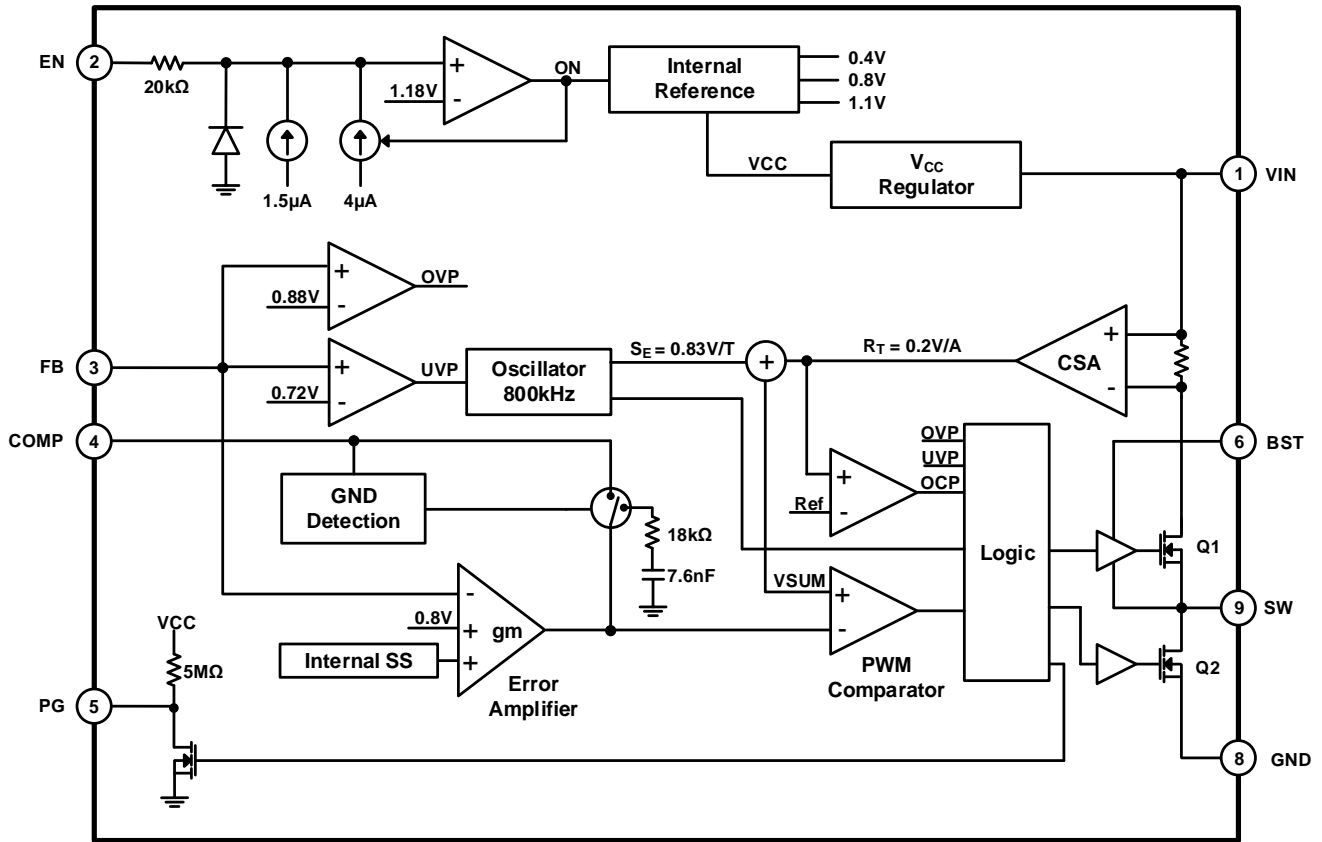 EN
2
20kΩ
1.18V
+
-
ON
Internal
Reference
0.4V
0.8V
1.1V
1.5µA
4µA
VCC
VCC
Regulator
1
VIN
+
-
OVP
0.88V
FB
3
+
-
UVP
0.72V
Oscillator
800kHz
SE = 0.83V/T
+
RT = 0.2V/A
CSA
+
-
COMP
4
GND
Detection
18kΩ
7.6nF
OVP
UVP
OCP
+
-
Ref
Logic
6
BST
Q1
VSUM
+
-
PWM
Comparator
9
SW
Q2
-
0.8V
+
+
gm
Internal SS
Error
Amplifier
VCC
5MΩ
PG
5
8
GND